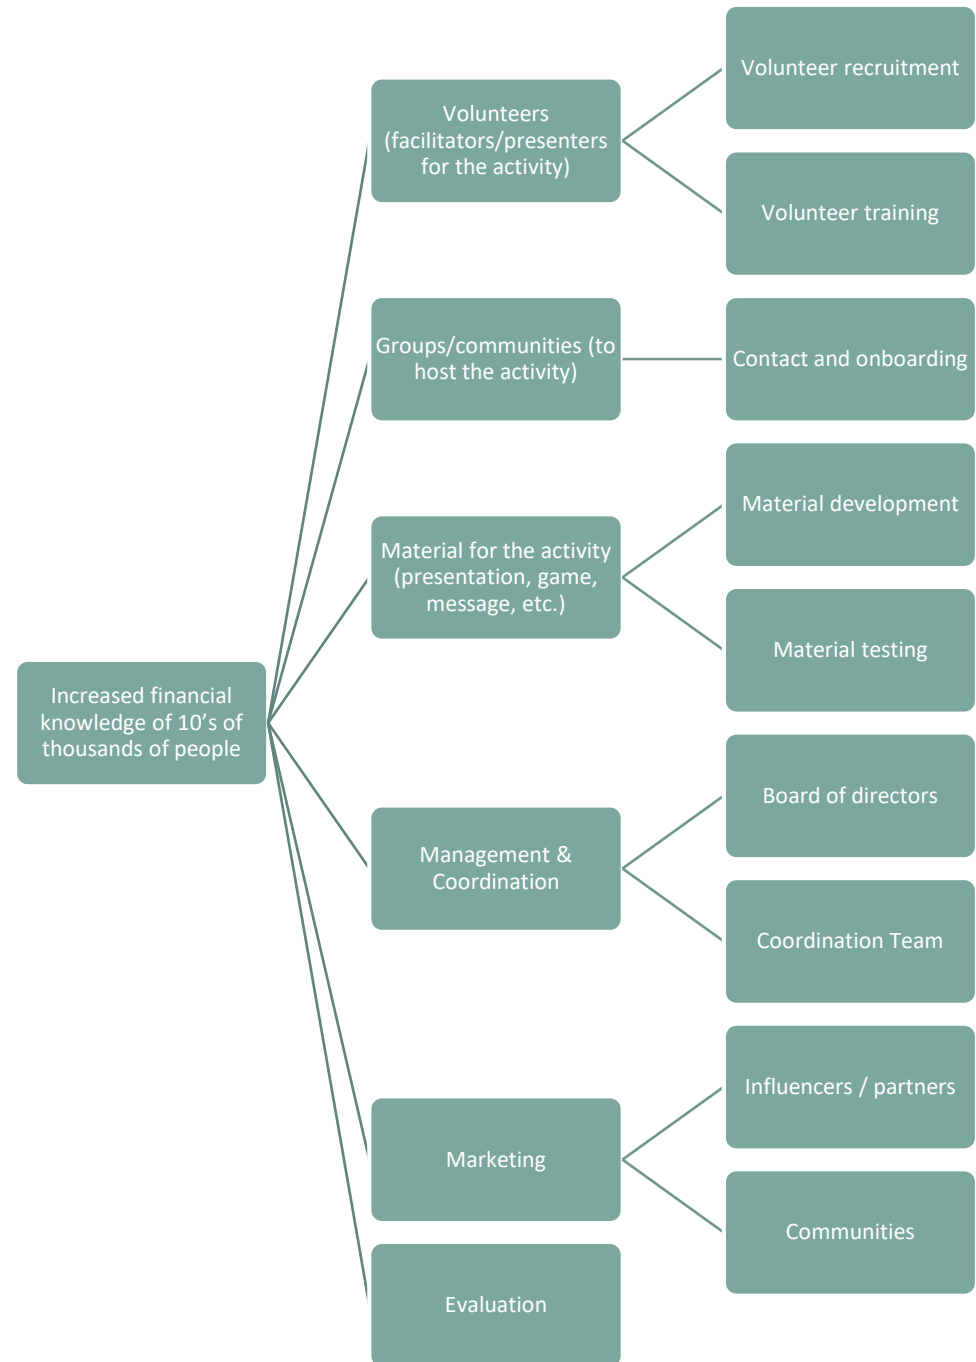 Increased financial
knowledge of 10’s of
thousands of people
Volunteers
(facilitators/presenters
for the activity)
Volunteer recruitment
Volunteer training
Groups/communities (to
host the activity)
Contact and onboarding
Material for the activity
(presentation, game,
message, etc.)
Material development
Material testing
Management &
Coordination
Board of directors
Coordination Team
Marketing
Influencers / partners
Communities
Evaluation